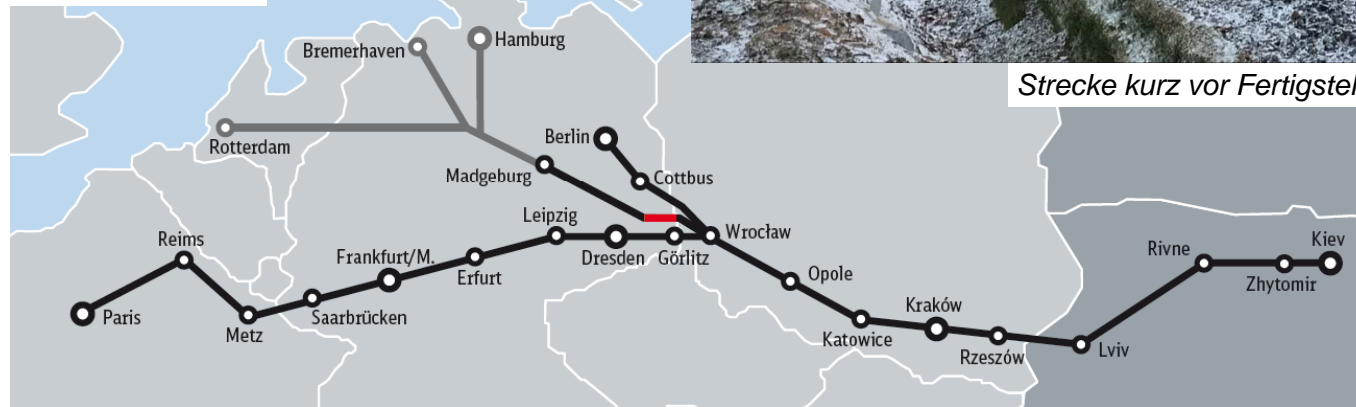 Strecke kurz vor Fertigstel
Bremerhaven
Hamburg
Rotterdam
Berlin
Madgeburg
Cottbus
Leipzig
Wrocław
Reims
Frankfurt/M.
Dresden
Görlitz
Erfurt
Opole
Rivne
Kiev
Zhytomir
Paris
Metz
Saarbrücken
Kraków
Katowice
Rzeszów
Lviv